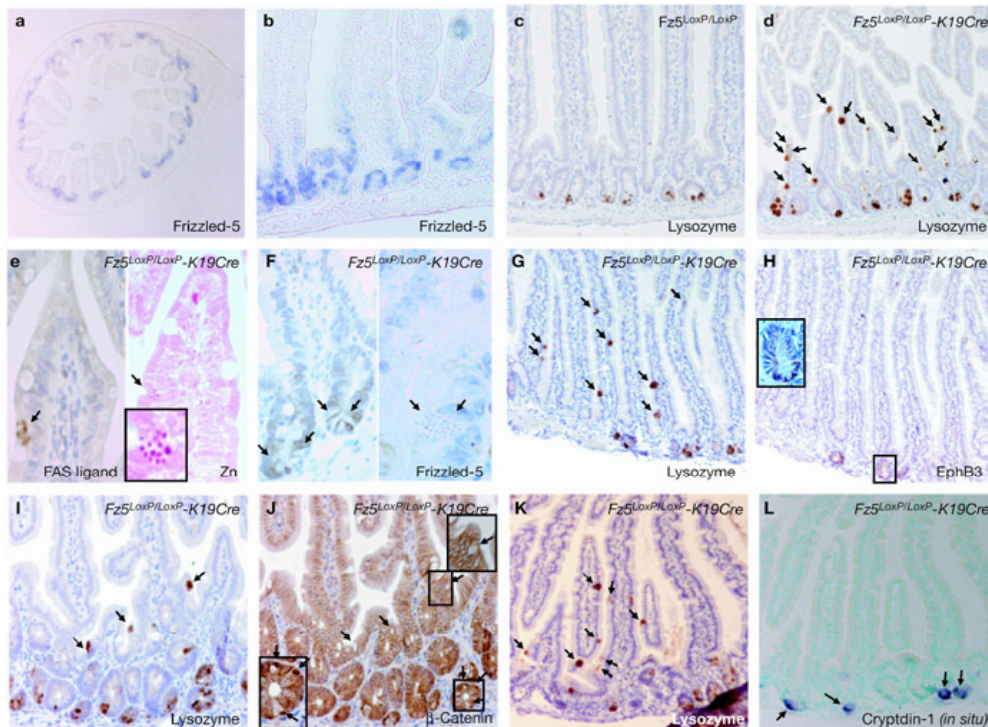 a
Frizzled-5
b
Frizzled-5
c
Fz5LoxP/LoxP
Lysozyme
d
Fz5LoxP/LoxP-K19Cre
Lysozyme
e
Fz5LoxP/LoxP-K19Cre
FAS ligand
Zn
F
Fz5LoxP/LoxP-K19Cre
Frizzled-5
G
Fz5LoxP/LoxP-K19Cre
Lysozyme
H
Fz5LoxP/LoxP-K19Cre
EphB3
I
Fz5LoxP/LoxP-K19Cre
Lysozyme
J
Fz5LoxP/LoxP-K19Cre
β-Catenin
K
Fz5LoxP/LoxP-K19Cre
Lysozyme
L
Fz5LoxP/LoxP-K19Cre
Cryptdin-1 (in situ)